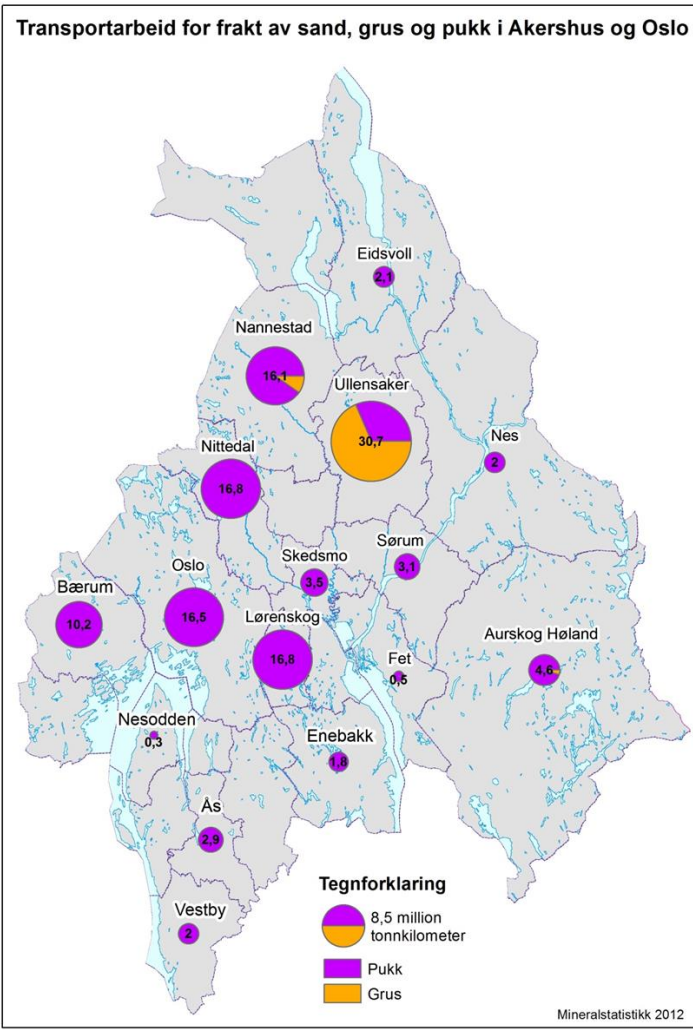 Transportarbeid for frakt av sand, grus og pukk i Akershus og Oslo
Eidsvoll
2,1
Nannestad
16,1
Ullensaker
30,7
Nes
2
Nittedal
16,8
Sørum
3,1
Skedsmo
3,5
Oslo
16,5
Bærum
10,2
Lørenskog
16,8
Aurskog Høland
4,6
Fet
0,5
Nesodden
0,3
Enebakk
1,8
Ås
2,9
Vestby
2
Tegnforklaring
8,5 million
tonnkilometer
Pukk
Grus
Mineralstatistikk 2012